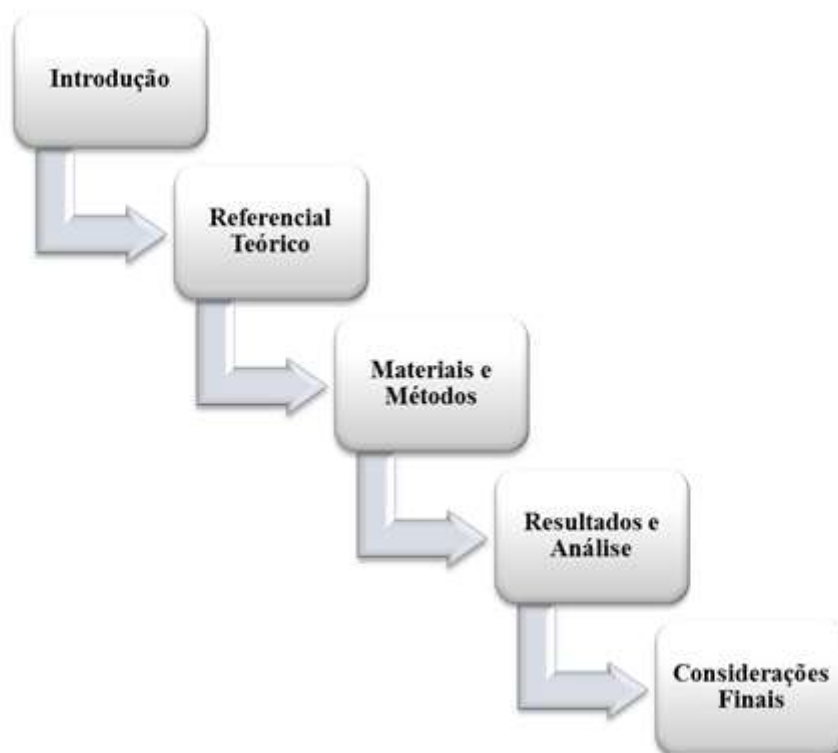 Introdução
Referencial
Teórico
Materiais e
Métodos
Resultados e
Análise
Considerações
Finais